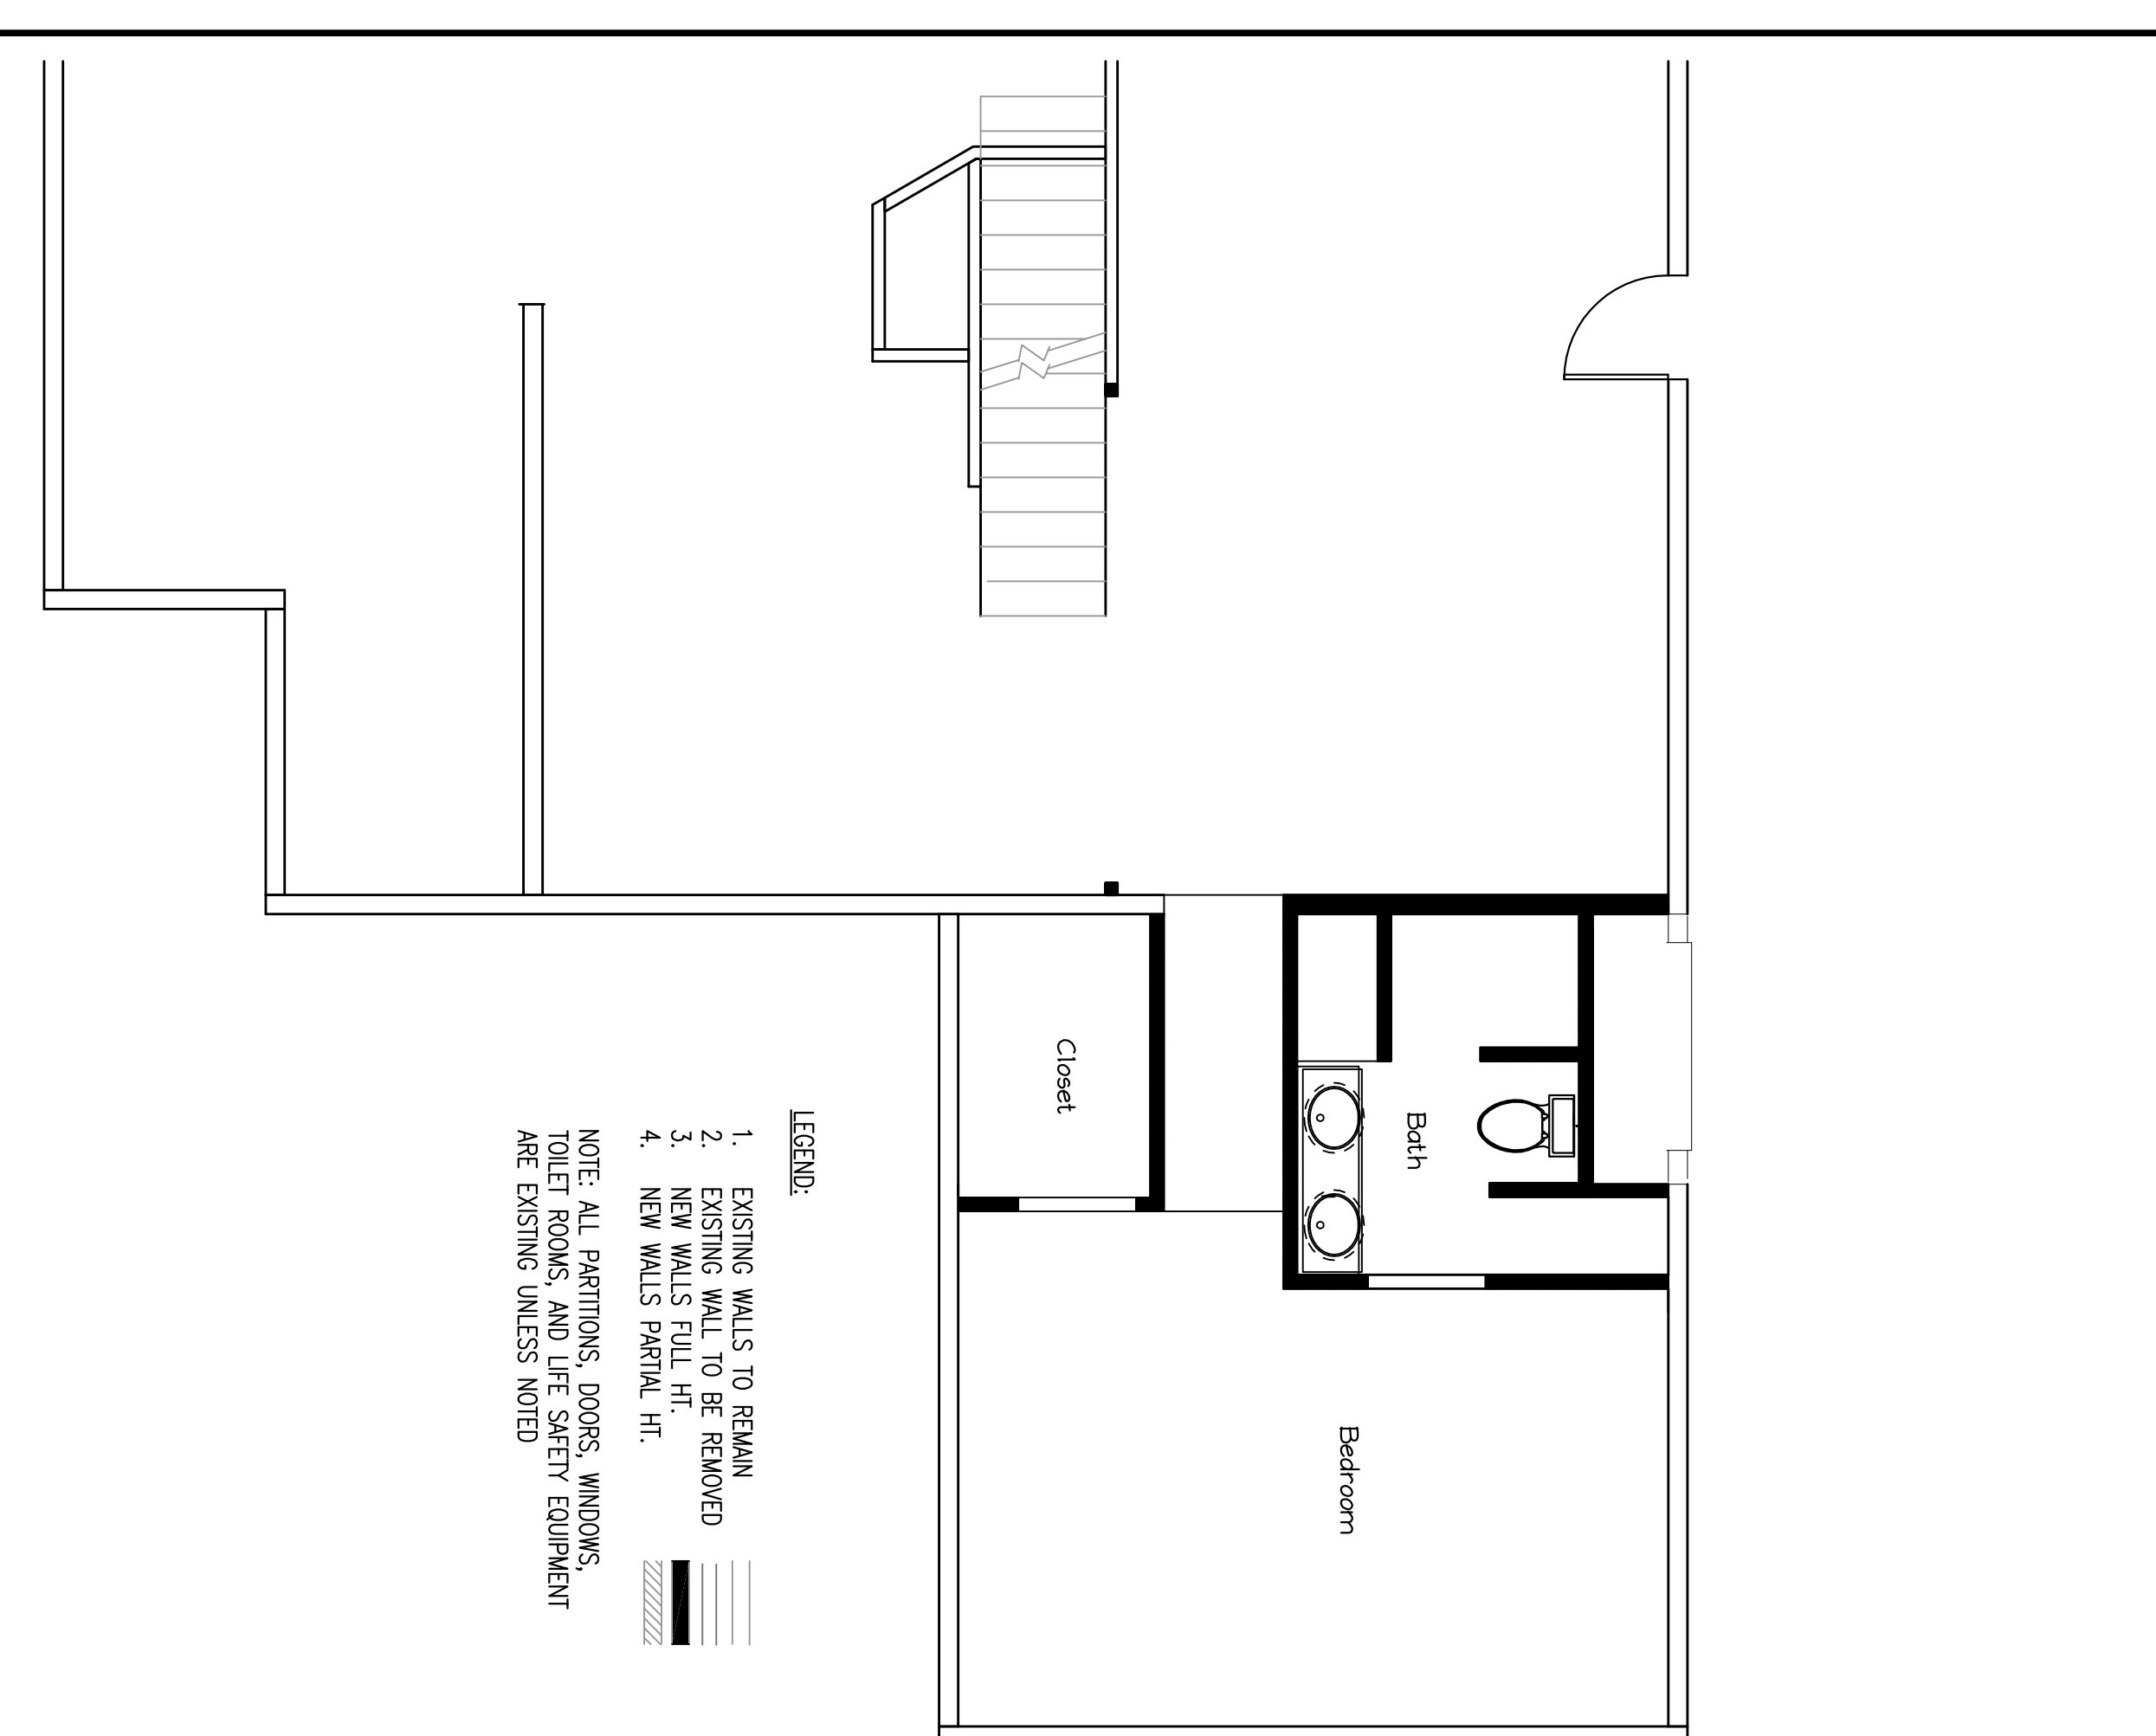 Closet
Bath
Bedroom
LEGEND:
1. EXISTING WALLS TO REMAIN
2. EXISTING WALL TO BE REMOVED
3. NEW WALLS FULL HT.
4. NEW WALLS PARTIAL HT.
NOTE: ALL PARTITIONS, DOORS, WINDOWS,
TOILET ROOMS, AND LIFE SAFETY EQUIPMENT
ARE EXISTING UNLESS NOTED